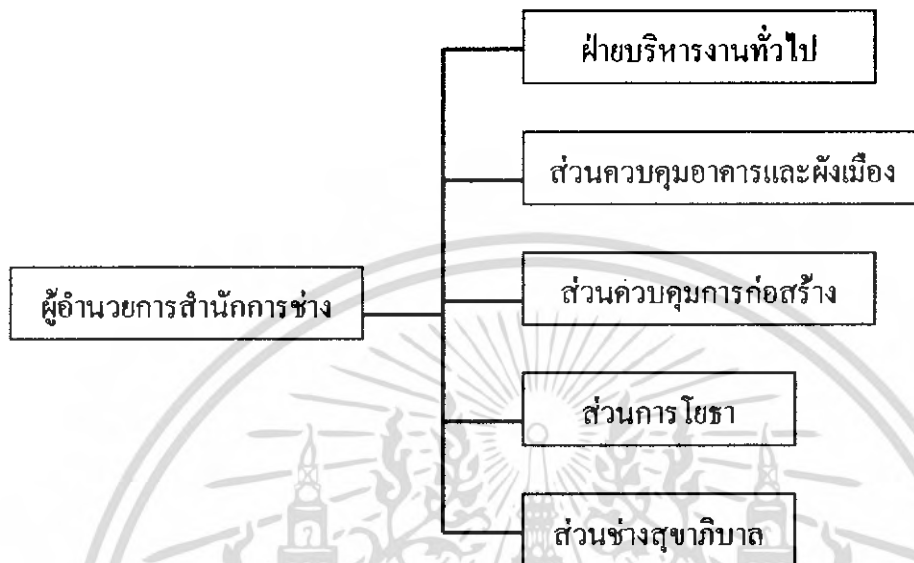 ฝ่ายบริหารงานทั่วไป
ส่วนควบคุมอาคารและผังเมือง
ผู้อำนวยการสำนักการช่าง
ส่วนควบคุมการก่อสร้าง
ส่วนการโยธา
ส่วนช่างสุขาภิบาล